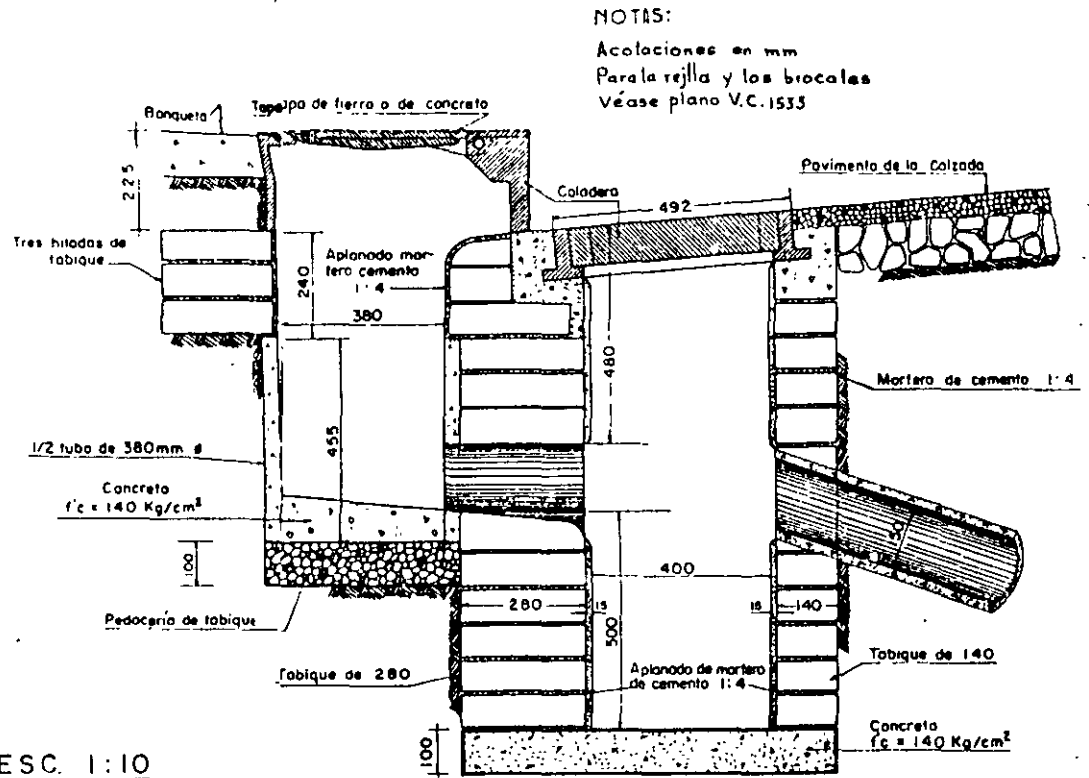 NOTAS:
Acotaciones en mm
Para la rejilla y los brocales
Véase plano V.C. 1533
Banqueta
Tapa de fierro o de concreto
225
Coladera
492
Pavimento de la Calzada
Tres hiladas de
tabique
240
Aplanado mor-
tero cemento
1:4
380
480
Mortero de cemento 1:4
455
1/2 tubo de 380mm ø
Concreto
f'c = 140 Kg/cm²
100
Pedacería de tabique
280
15
400
15
140
500
Tabique de 280
Aplanado de mortero
de cemento 1:4
Tabique de 140
100
Concreto
f'c = 140 Kg/cm²
ESC. 1:10